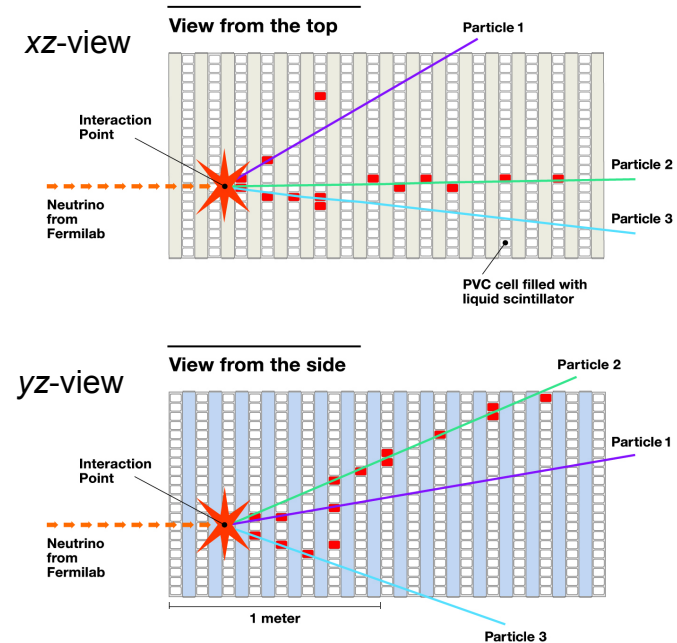 xz-view
View from the top
Particle 1
Interaction
Point
Particle 2
Neutrino
from
Fermilab
Particle 3
PVC cell filled with
liquid scintillator
yz-view
View from the side
Particle 2
Particle 1
Interaction
Point
Neutrino
from
Fermilab
1 meter
Particle 3